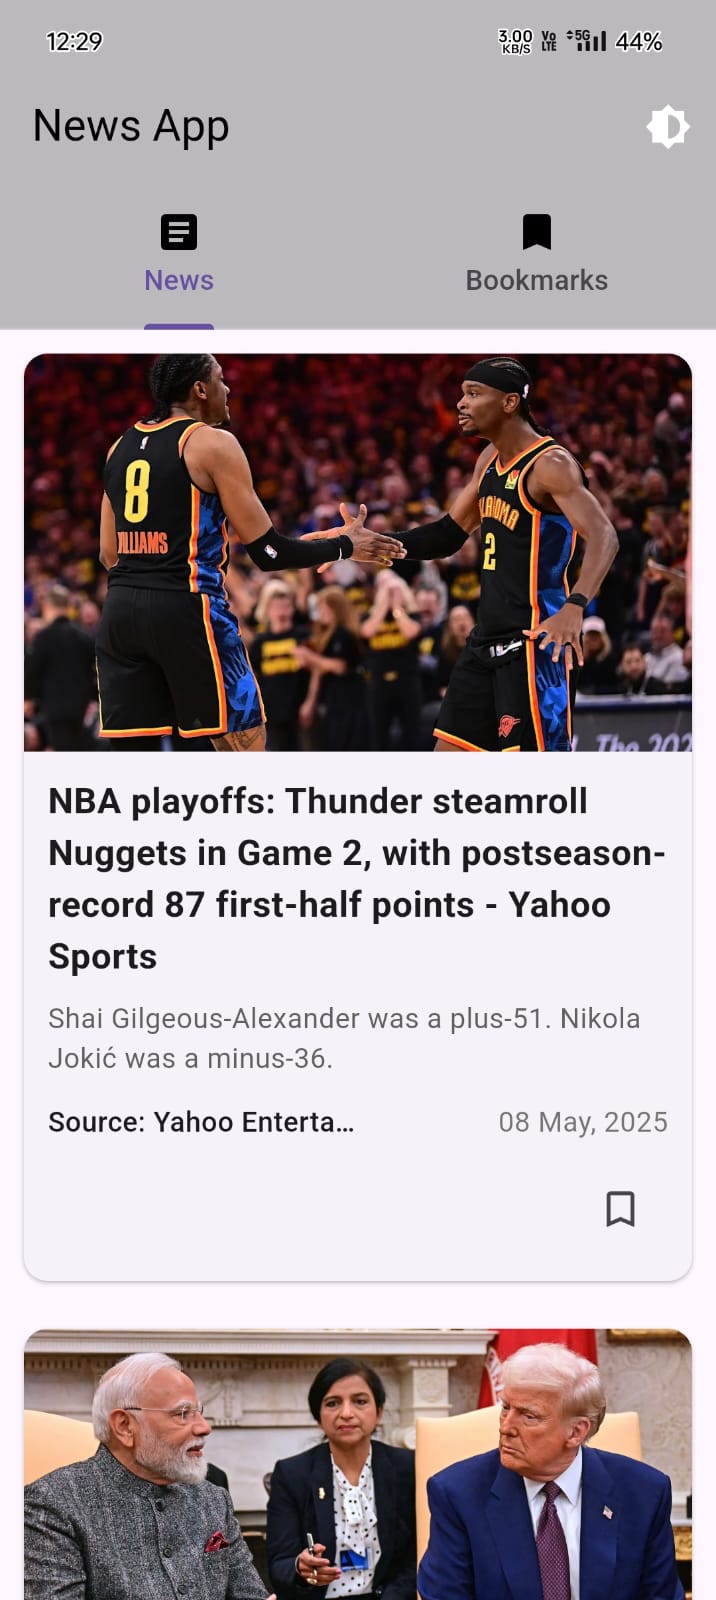 12:29
3.00 KB/S Vo LTE 5G 44%
News App
News
Bookmarks
8
WILLIAMS
2
The 202
NBA playoffs: Thunder steamroll
Nuggets in Game 2, with postseason-
record 87 first-half points - Yahoo
Sports
Shai Gilgeous-Alexander was a plus-51. Nikola
Jokić was a minus-36.
Source: Yahoo Enterta…
08 May, 2025